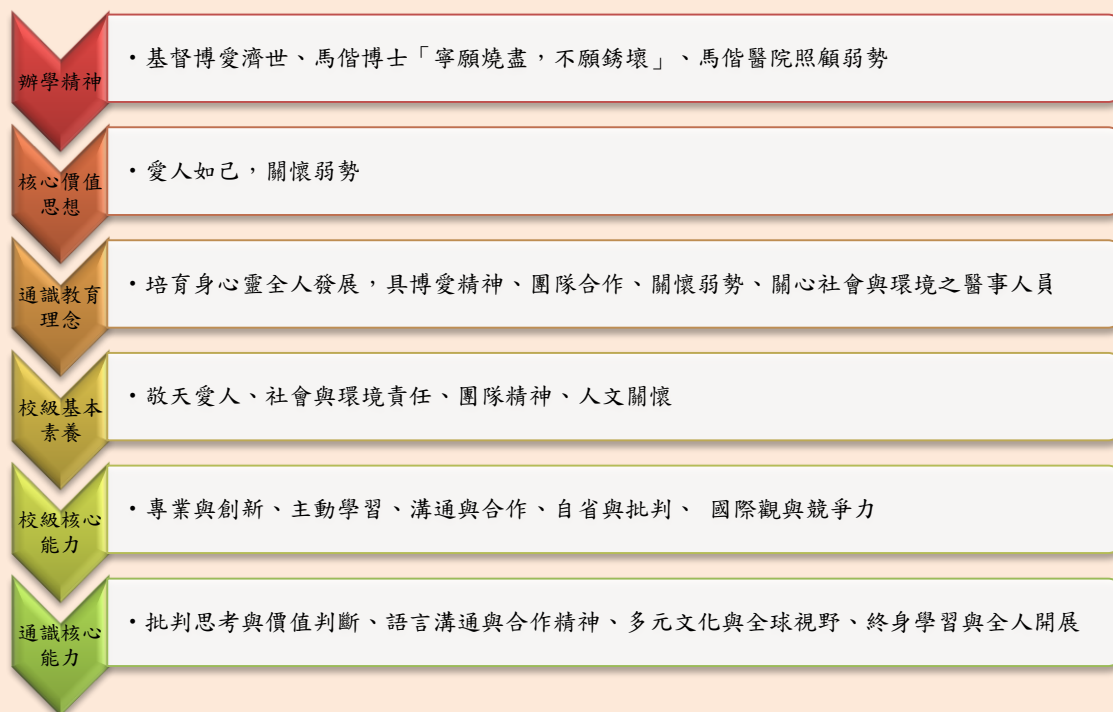 辦學精神
•基督博愛濟世、馬偕博士「寧願燒盡，不願銹壞」、馬偕醫院照顧弱勢
核心價值
思想
•愛人如己，關懷弱勢
通識教育
理念
•培育身心靈全人發展，具博愛精神、團隊合作、關懷弱勢、關心社會與環境之醫事人員
校級基本
素養
•敬天愛人、社會與環境責任、團隊精神、人文關懷
校級核心
能力
•專業與創新、主動學習、溝通與合作、自省與批判、 國際觀與競爭力
通識核心
能力
•批判思考與價值判斷、語言溝通與合作精神、多元文化與全球視野、終身學習與全人開展